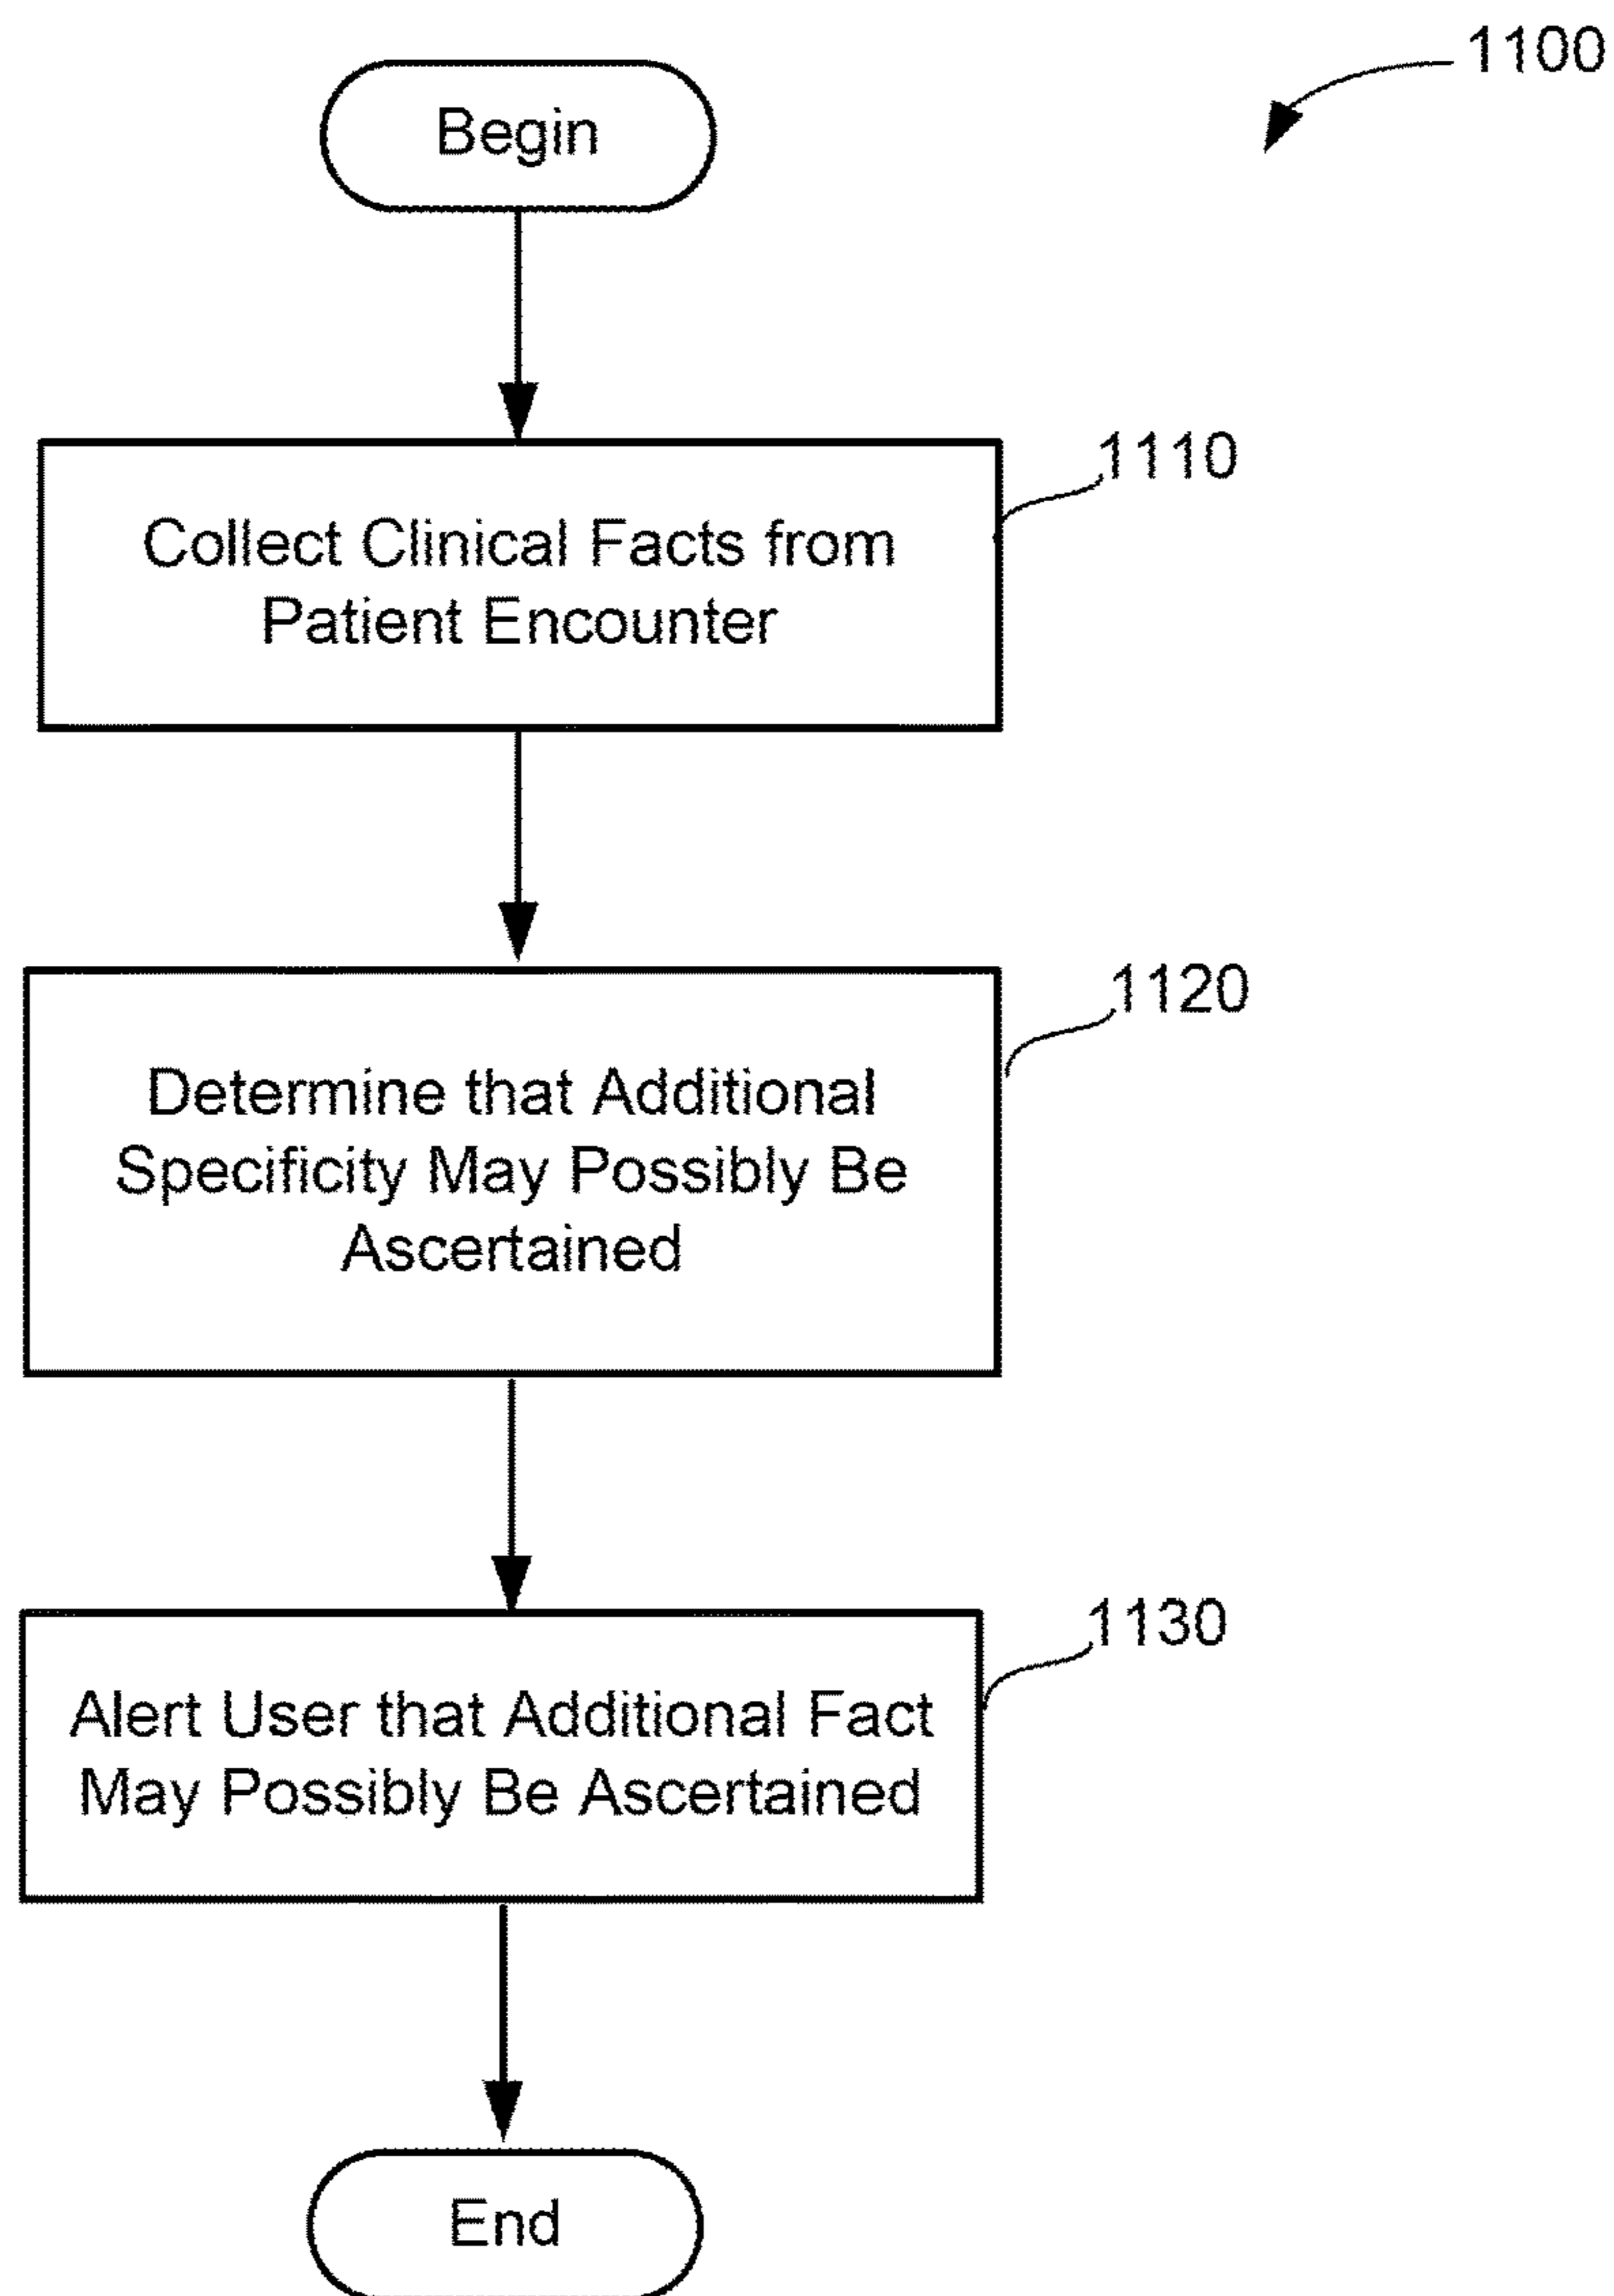 1100
Begin
1110
Collect Clinical Facts from
Patient Encounter
1120
Determine that Additional
Specificity May Possibly Be
Ascertained
1130
Alert User that Additional Fact
May Possibly Be Ascertained
End